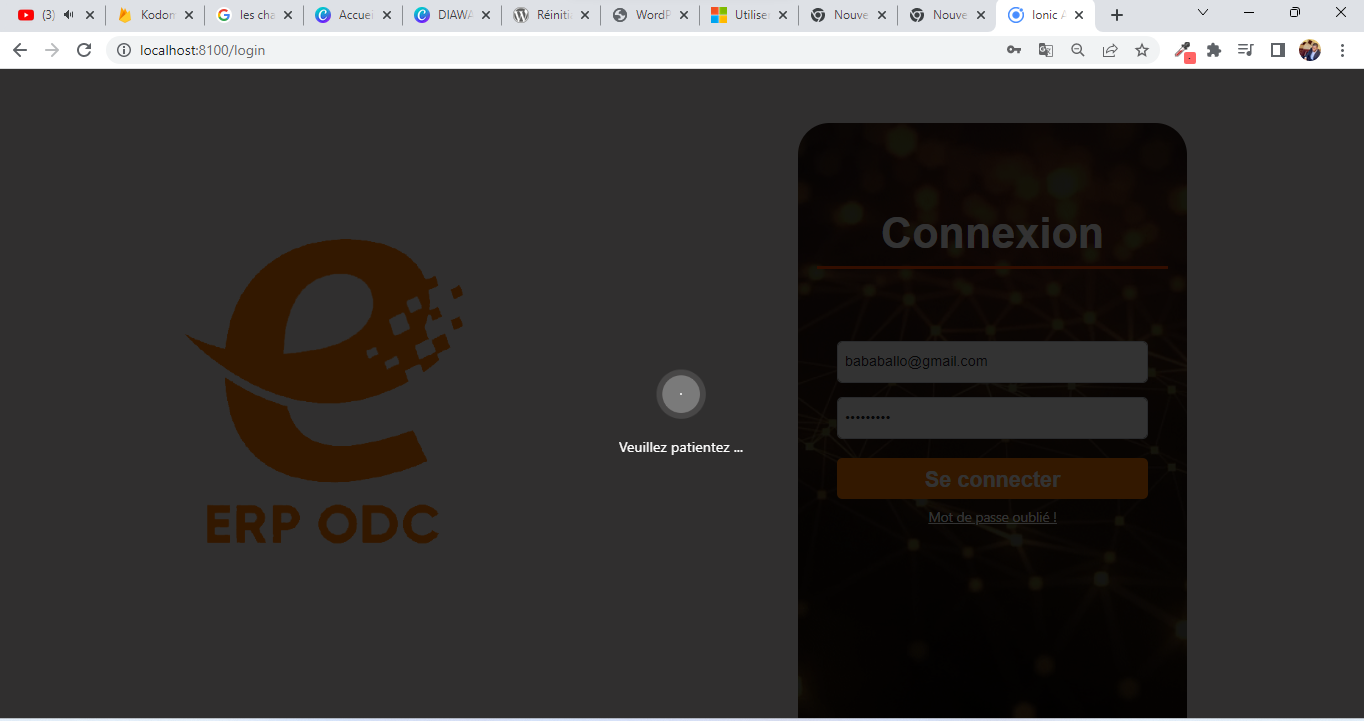 (3)
Kodon
les cha
Accuei
DIAWA
Réiniti
WordP
Utilise
Nouve
Nouve
Ionic A
localhost:8100/login
Connexion
bababallo@gmail.com
Veuillez patientez ...
Se connecter
Mot de passe oublié !
ERP ODC